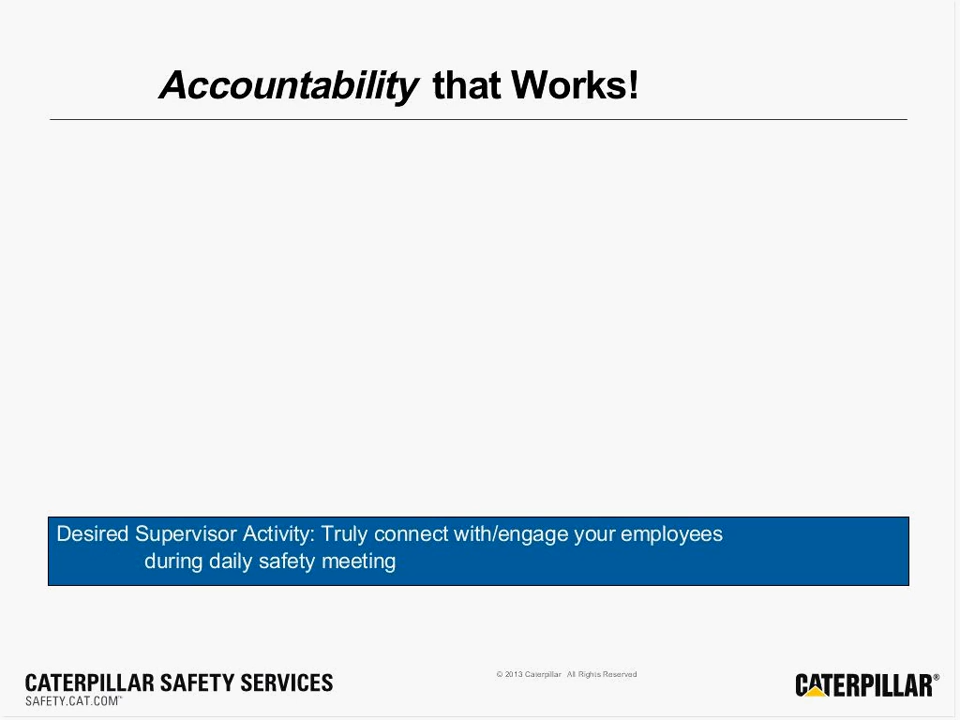 Accountability that Works!
Desired Supervisor Activity: Truly connect with/engage your employees
during daily safety meeting
© 2013 Caterpillar All Rights Reserved
CATERPILLAR SAFETY SERVICES
SAFETY.CAT.COM™
CATERPILLAR®